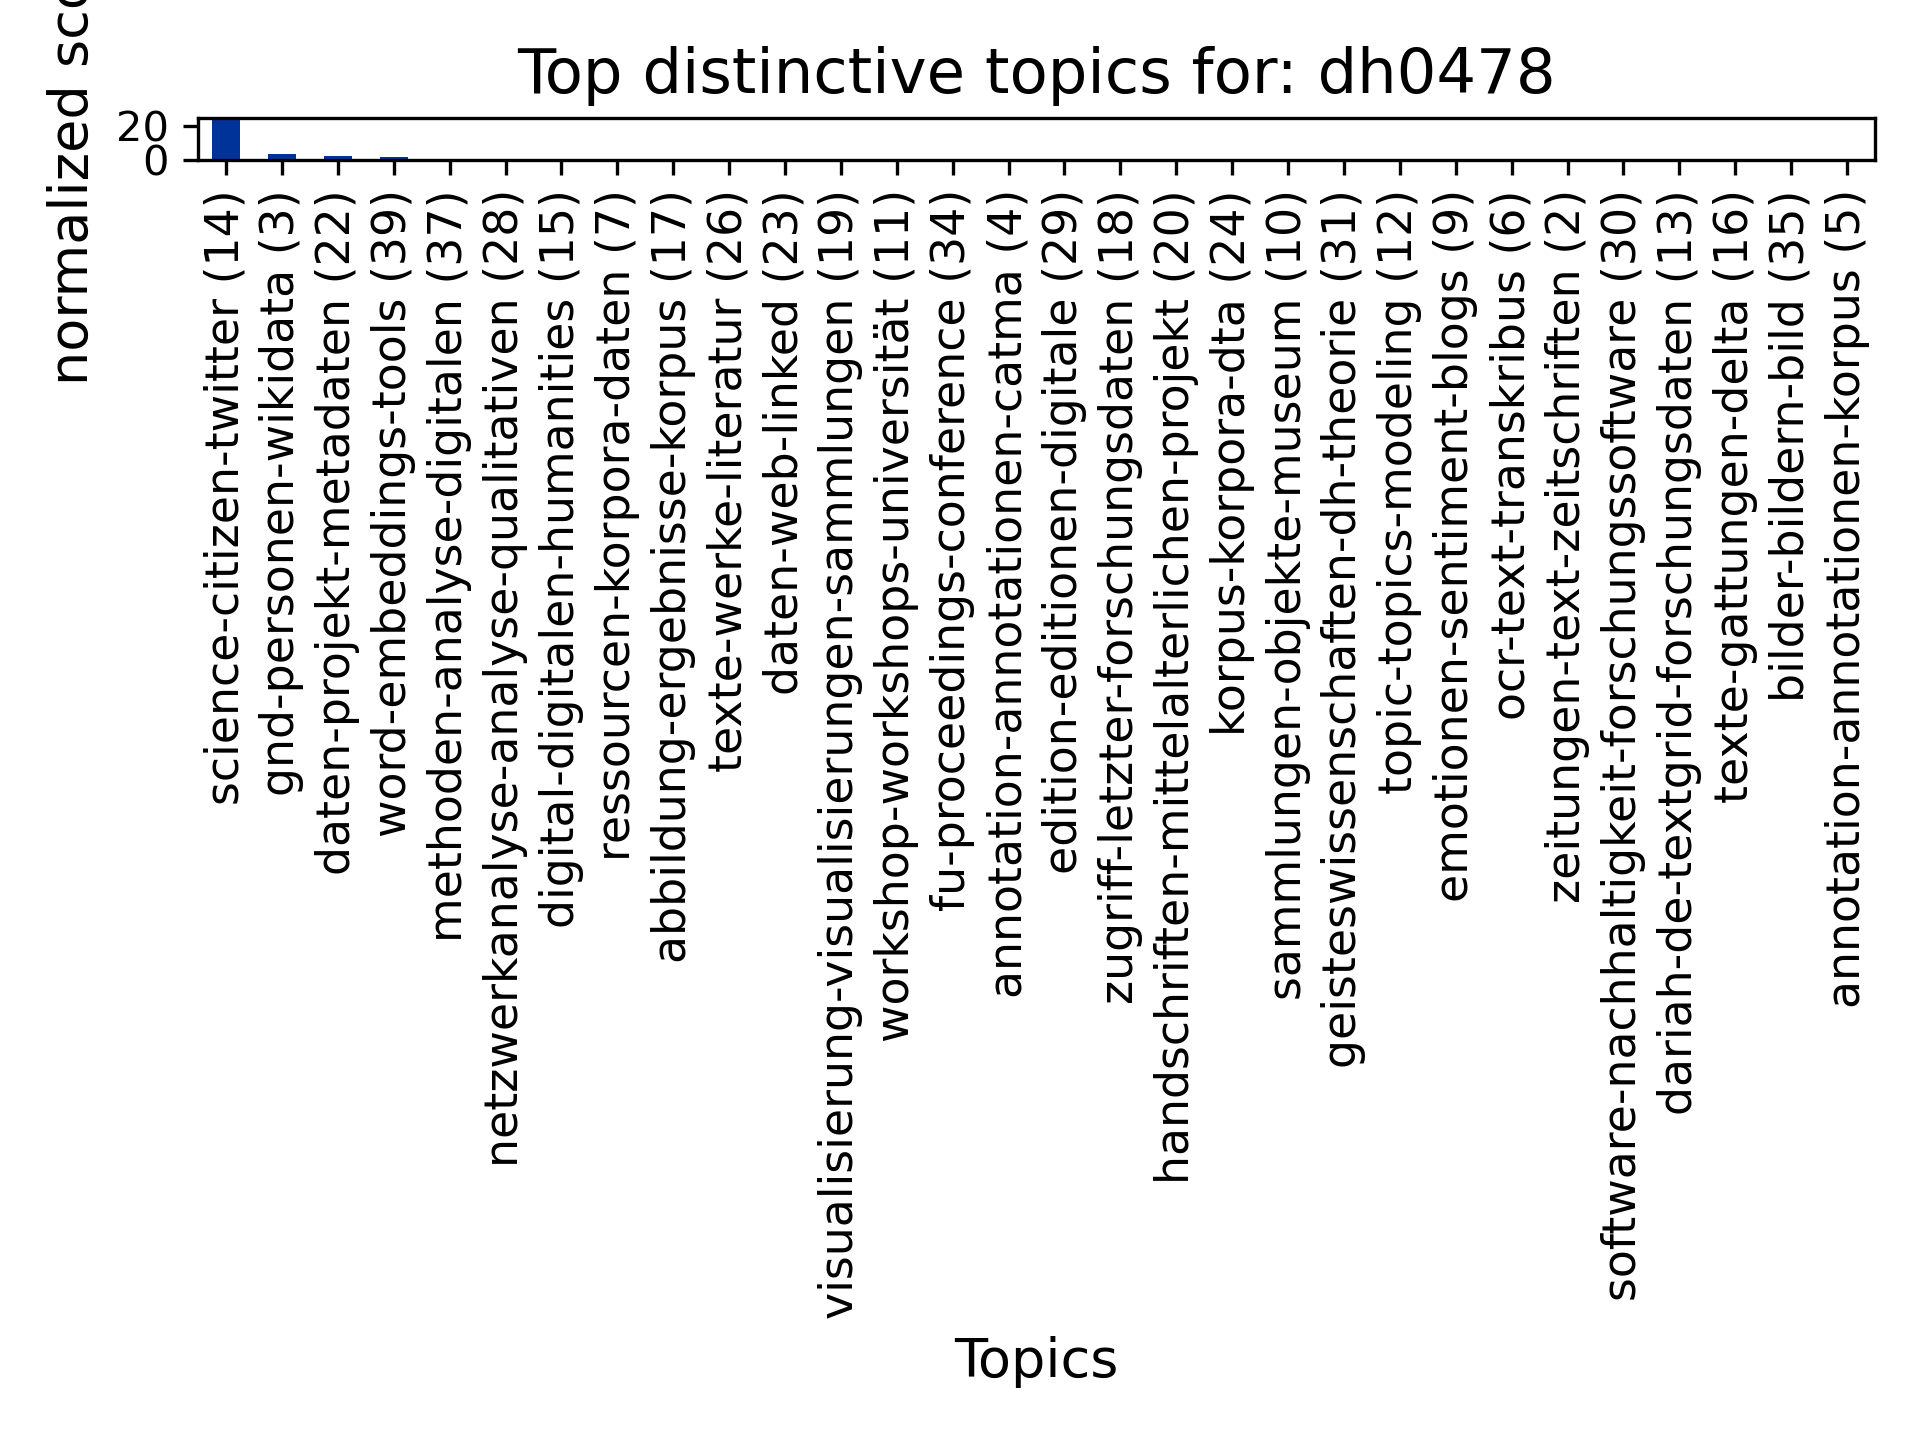 Top distinctive topics for: dh0478
normalized
20
0
science-citizen-twitter (14)
gnd-personen-wikidata (3)
daten-projekt-metadaten (22)
word-embeddings-tools (39)
methoden-analyse-digitalen (37)
netzwerkanalyse-analyse-qualitativen (28)
digital-digitalen-humanities (15)
ressourcen-korpora-daten (7)
abbildung-ergebnisse-korpus (17)
texte-werke-literatur (26)
daten-web-linked (23)
visualisierung-visualisierungen-sammlungen (19)
workshop-workshops-universität (11)
fu-proceedings-conference (34)
annotation-annotationen-catma (4)
edition-editionen-digitale (29)
zugriff-letzter-forschungsdaten (18)
handschriften-mittelalterlichen-projekt (20)
korpus-korpora-dta (24)
sammlungen-objekte-museum (10)
geisteswissenschaften-dh-theorie (31)
topic-topics-modeling (12)
emotionen-sentiment-blogs (9)
ocr-text-transkribus (6)
zeitungen-text-zeitschriften (2)
software-nachhaltigkeit-forschungssoftware (30)
dariah-de-textgrid-forschungsdaten (13)
texte-gattungen-delta (16)
bilder-bildern-bild (35)
annotation-annotationen-korpus (5)
Topics